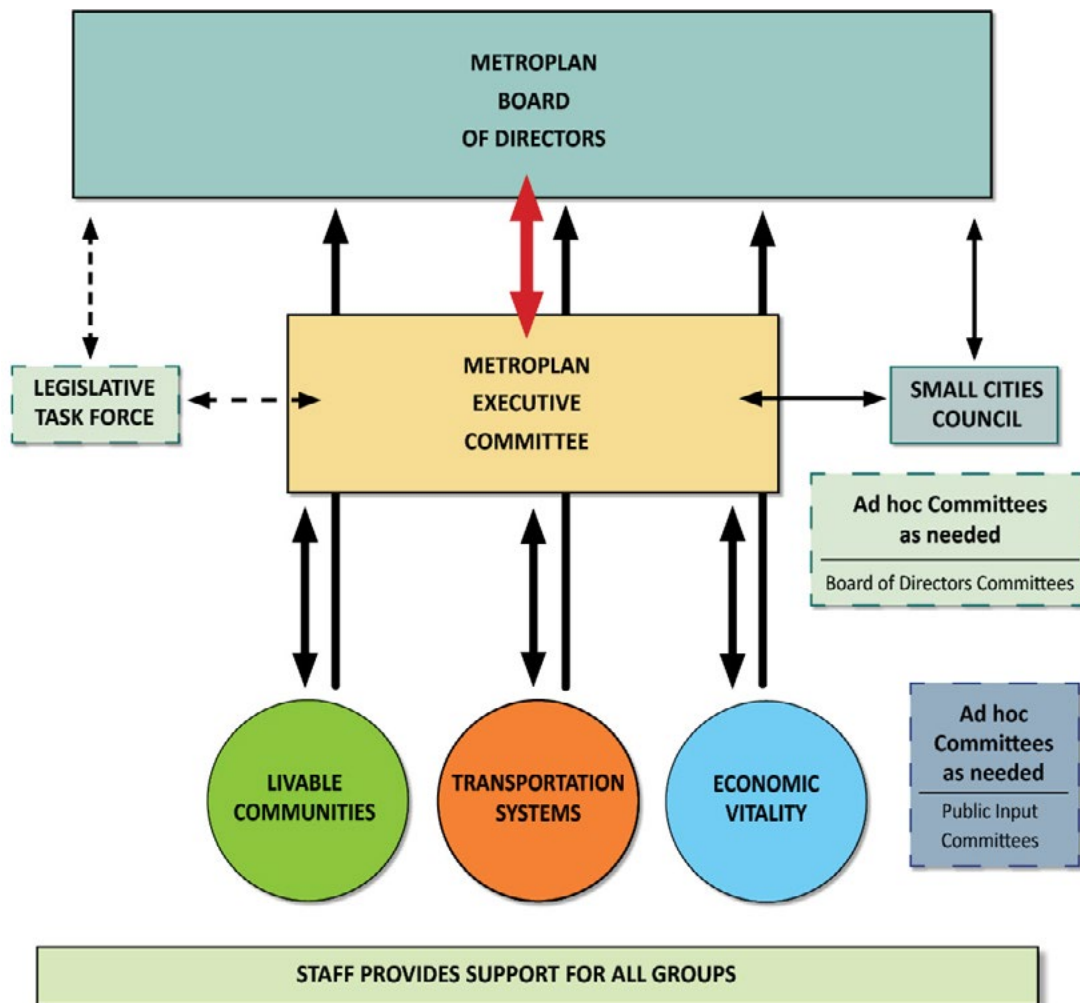 METROPLAN
BOARD
OF DIRECTORS
LEGISLATIVE
TASK FORCE
METROPLAN
EXECUTIVE
COMMITTEE
SMALL CITIES
COUNCIL
Ad hoc Committees
as needed
Board of Directors Committees
LIVABLE
COMMUNITIES
TRANSPORTATION
SYSTEMS
ECONOMIC
VITALITY
Ad hoc
Committees
as needed
Public Input
Committees
STAFF PROVIDES SUPPORT FOR ALL GROUPS